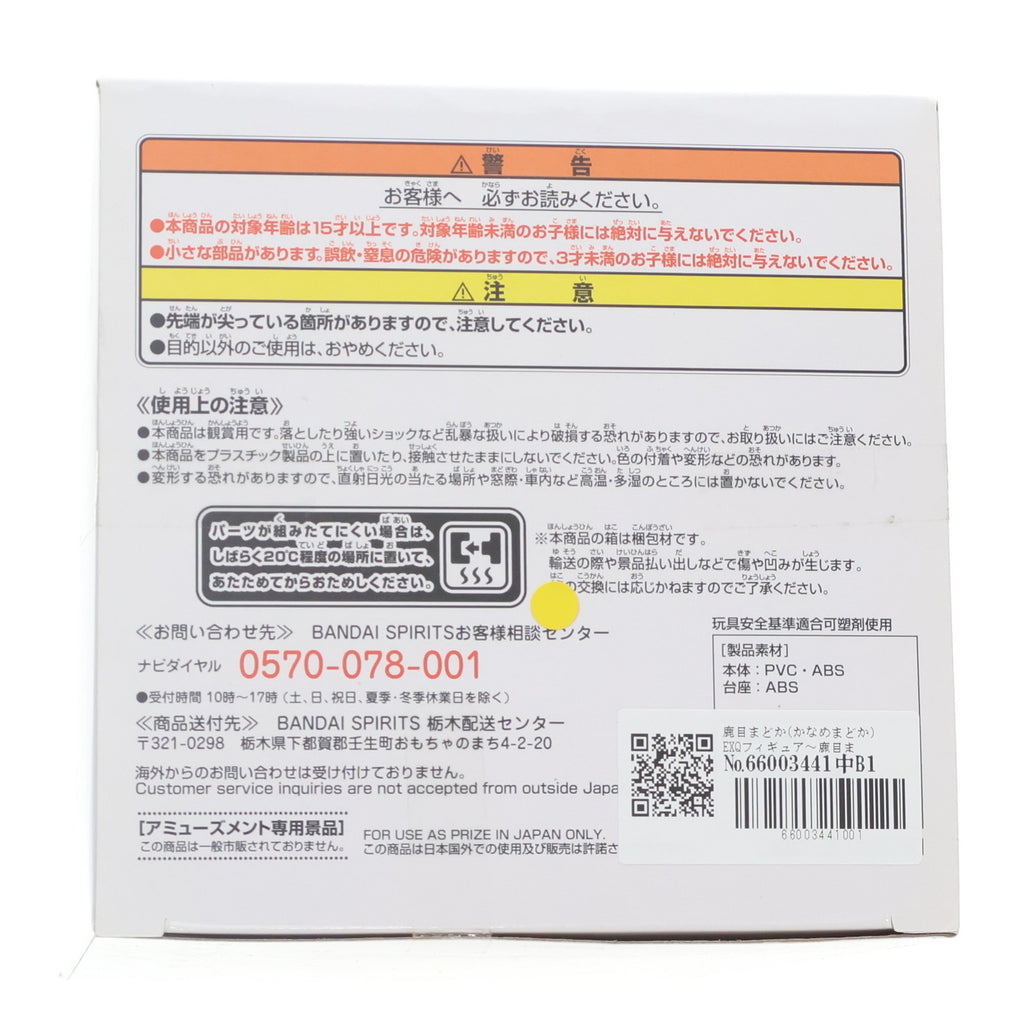 ⚠警告
お客様へ 必ずお読みください。
●本商品の対象年齢は15才以上です。対象年齢未満のお子様には絶対に与えないでください。
●小さな部品があります。誤飲・窒息の危険がありますので、3才未満のお子様には絶対に与えないでください。
⚠注意
●先端が尖っている箇所がありますので、注意してください。
●目的以外のご使用は、おやめください。
≪使用上の注意≫
●本商品は観賞用です。落としたり強いショックなど乱暴な扱いにより破損する恐れがありますので、お取り扱いにはご注意ください。
●本商品をプラスチック製品の上に置いたり、接触させたままにしないでください。色の付着や変形などの恐れがあります。
●変形する恐れがありますので、直射日光の当たる場所や窓際・車内など高温・多湿のところには置かないでください。
パーツが組みたてにくい場合は、
しばらく20℃程度の場所に置いて、
あたためてからおためしください。
※本商品の箱は梱包材です。
輸送の際や景品払い出しなどで傷や凹みが生じます。
の交換には応じかねますのでご了承ください。
≪お問い合わせ先≫ BANDAI SPIRITSお客様相談センター
ナビダイヤル 0570-078-001
●受付時間 10時〜17時(土、日、祝日、夏季・冬季休業日を除く)
≪商品送付先≫ BANDAI SPIRITS 栃木配送センター
〒321-0298 栃木県下都賀郡壬生町おもちゃのまち4-2-20
海外からのお問い合わせは受け付けておりません。
Customer service inquiries are not accepted from outside Japa
[アミューズメント専用景品]
この商品は一般市販されておりません。
FOR USE AS PRIZE IN JAPAN ONLY.
この商品は日本国外での使用及び販売は許諾さ
玩具安全基準適合可塑剤使用
[製品素材]
本体:PVC・ABS
台座:ABS
鹿目まどか(かなめまどか)
EXQフィギュア〜鹿目ま
No.66003441中B1
66003441001